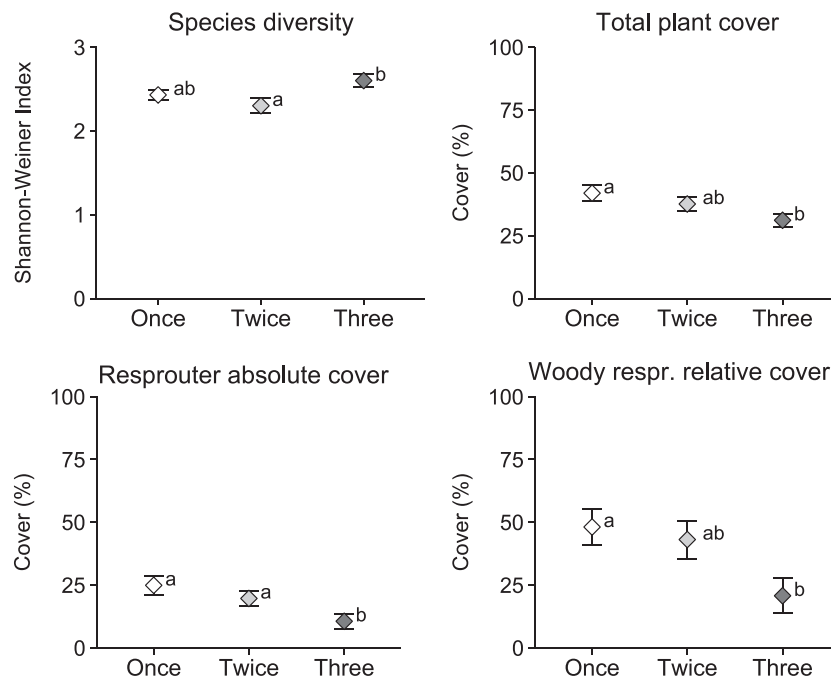 Species diversity
Shannon-Weiner Index
3
2
1
0
ab
a
b
Once Twice Three
Total plant cover
Cover (%)
100
75
50
25
0
a
ab
b
Once Twice Three
Resprouter absolute cover
Cover (%)
100
75
50
25
0
a
a
b
Once Twice Three
Woody respr. relative cover
Cover (%)
100
75
50
25
0
a
ab
b
Once Twice Three